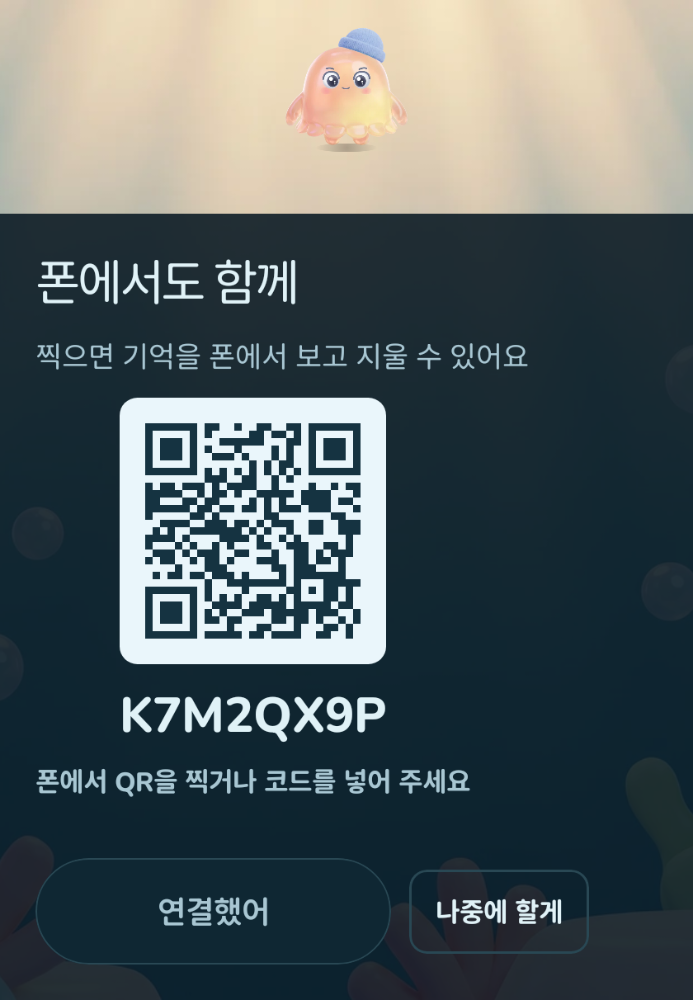 폰에서도 함께
찍으면 기억을 폰에서 보고 지울 수 있어요
K7M2QX9P
폰에서 QR을 찍거나 코드를 넣어 주세요
연결했어
나중에 할게